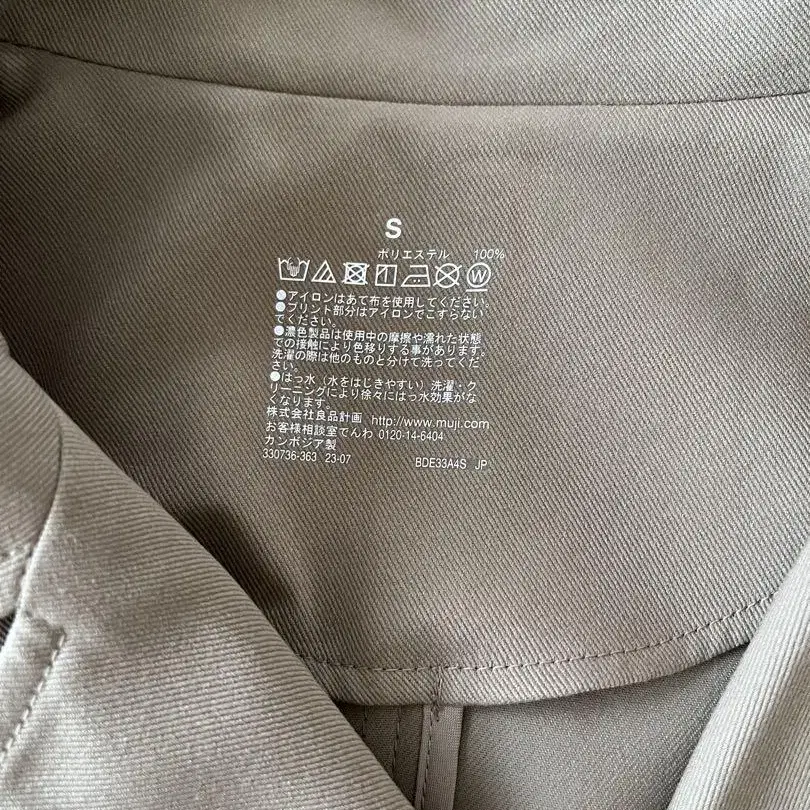 S
ポリエステル 100%
W
●アイロンはあて布を使用してください。
●プリント部分はアイロンでこすらない
でください。
●濃色製品は使用中の摩擦や濡れた状態
での接触により色移りする事があります。
洗濯の際は他のものと分けて洗ってくだ
さい。
●はっ水（水をはじきやすい）洗濯・ク
リーニングにより徐々にはっ水効果がな
くなります。
株式会社良品計画 http://www.muji.com
お客様相談室でんわ 0120-14-6404
カンボジア製
330736-363 23-07 BDE33A4S JP